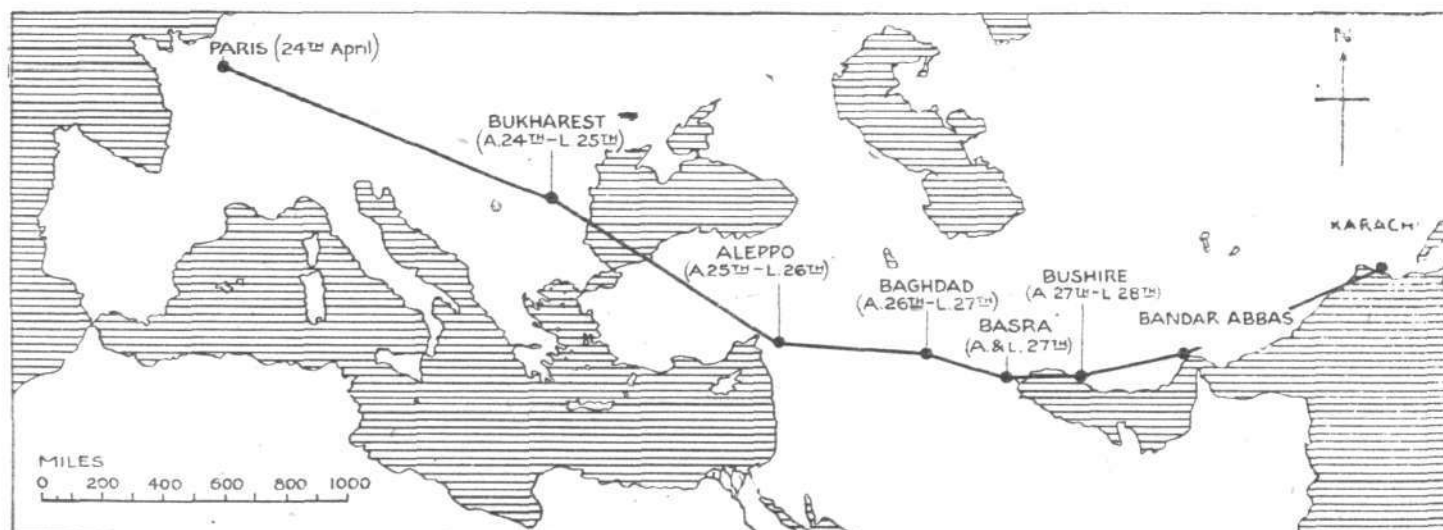 PARIS (24TH April)
N
BUKHAREST
(A.24TH-L 25TH)
KARACHI
ALEPPO
(A.25TH-L.26TH)
BAGHDAD
(A.26TH-L.27TH)
BUSHIRE
(A 27TH-L 28TH)
BASRA
(A.&L.27TH)
BANDAR ABBAS
MILES
0 200 400 600 800 1000